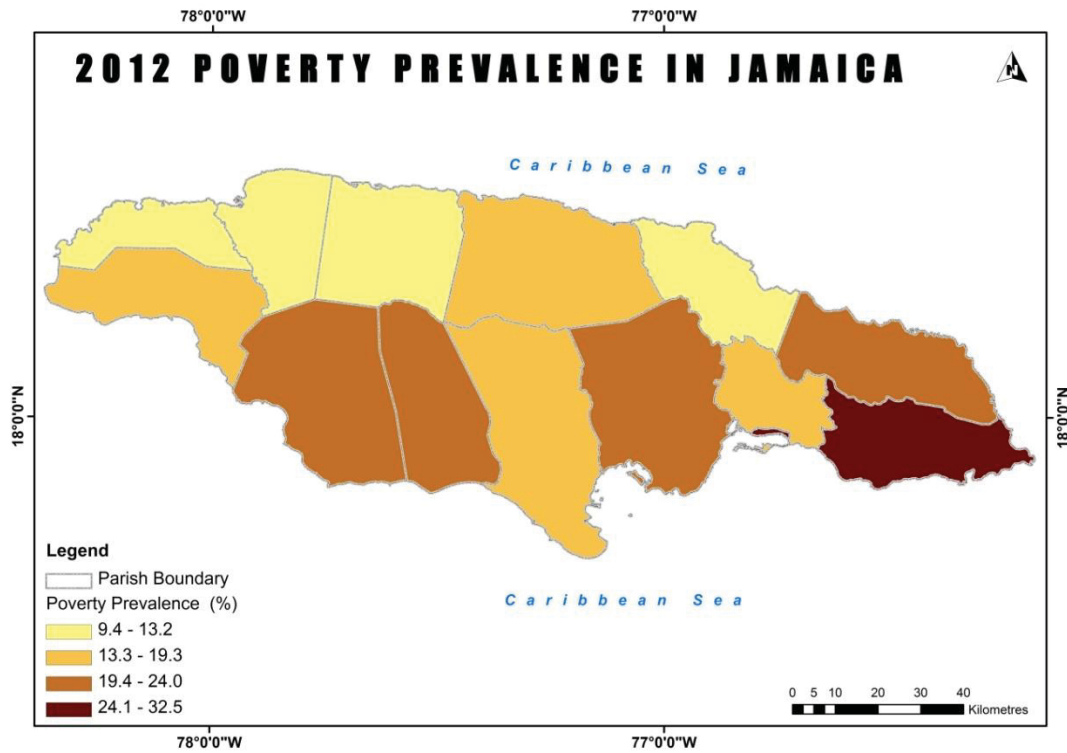 78°0'0"W 77°0'0"W
2012 POVERTY PREVALENCE IN JAMAICA
N
Caribbean Sea
18°0'0"N 18°0'0"N
Caribbean Sea
Legend
Parish Boundary
Poverty Prevalence (%)
9.4 - 13.2
13.3 - 19.3
19.4 - 24.0
24.1 - 32.5
0 5 10 20 30 40
Kilometres
78°0'0"W 77°0'0"W